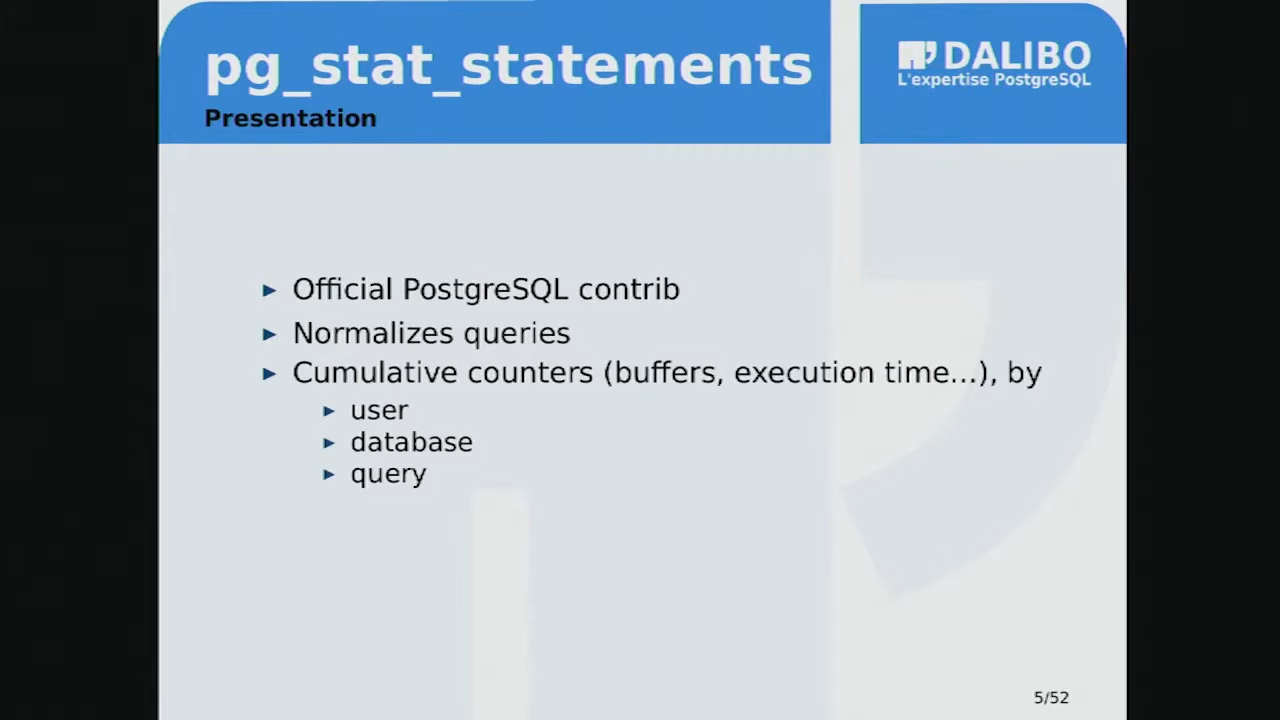 pg_stat_statements
Presentation
DALIBO
L'expertise PostgreSQL
► Official PostgreSQL contrib
► Normalizes queries
► Cumulative counters (buffers, execution time...), by
► user
► database
► query
5/52